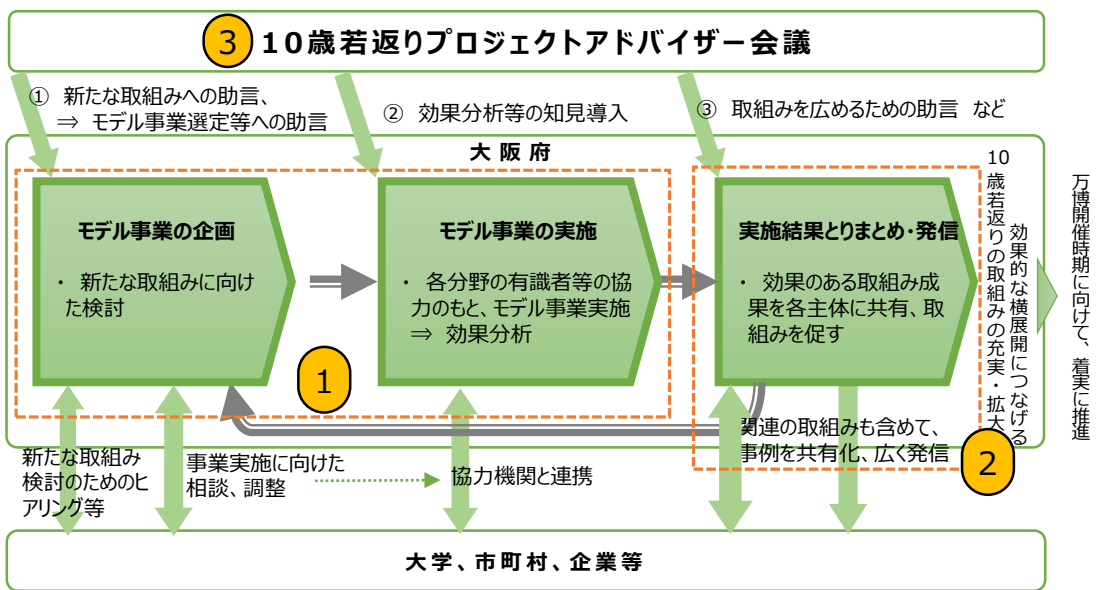 3
10歳若返りプロジェクトアドバイザー会議
① 新たな取組みへの助言、
⇒ モデル事業選定等への助言
② 効果分析等の知見導入
③ 取組みを広めるための助言 など
大阪府
モデル事業の企画
・ 新たな取組みに向け
た検討
モデル事業の実施
・ 各分野の有識者等の協
力のもと、モデル事業実施
⇒ 効果分析
実施結果とりまとめ・発信
・ 効果のある取組み成
果を各主体に共有、取
組みを促す
10歳若返りの取組みの充実・拡大
効果的な横展開につなげる
万博開催時期に向けて、着実に推進
1
2
新たな取組み
検討のためのヒ
アリング等
事業実施に向けた
相談、調整
協力機関と連携
関連の取組みも含めて、
事例を共有化、広く発信
大学、市町村、企業等